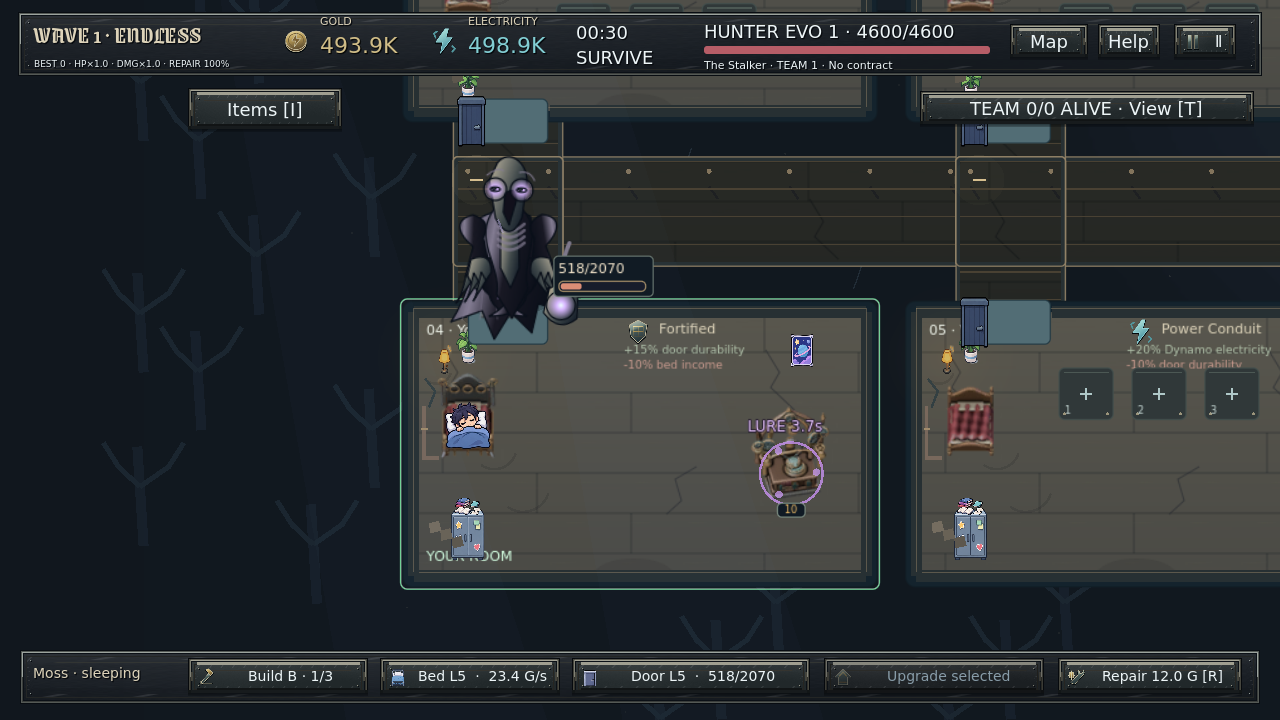 WAVE 1 · ENDLESS
BEST 0 · HP×1.0 · DMG×1.0 · REPAIR 100%
GOLD
493.9K
ELECTRICITY
498.9K
00:30
SURVIVE
HUNTER EVO 1 · 4600/4600
The Stalker · TEAM 1 · No contract
Map
Help
Items [I]
TEAM 0/0 ALIVE · View [T]
518/2070
04 ·
Fortified
+15% door durability
-10% bed income
05 ·
Power Conduit
+20% Dynamo electricity
-10% door durability
+
1
+
2
+
3
LURE 3.7s
10
YOUR ROOM
Moss · sleeping
Build B · 1/3
Bed L5 · 23.4 G/s
Door L5 · 518/2070
Upgrade selected
Repair 12.0 G [R]